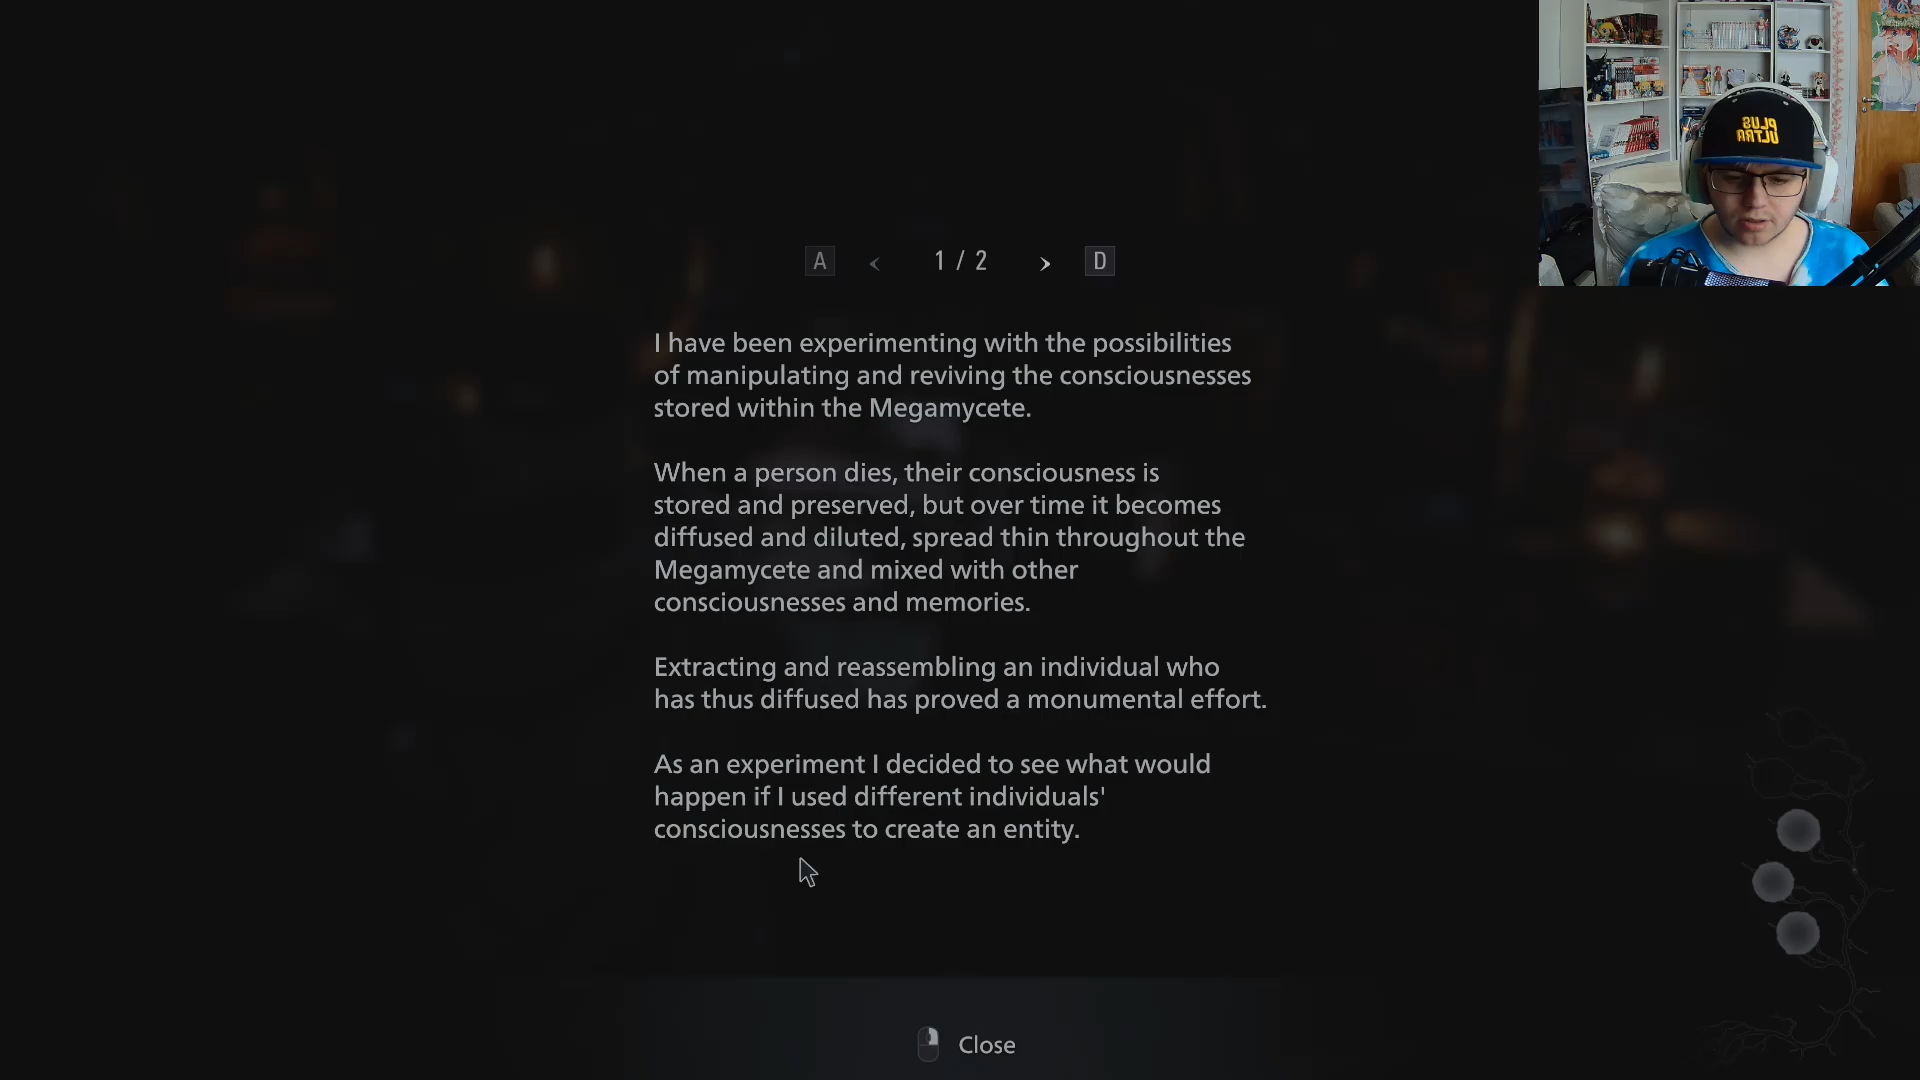 A < 1 / 2 > D
I have been experimenting with the possibilities
of manipulating and reviving the consciousnesses
stored within the Megamycete.
When a person dies, their consciousness is
stored and preserved, but over time it becomes
diffused and diluted, spread thin throughout the
Megamycete and mixed with other
consciousnesses and memories.
Extracting and reassembling an individual who
has thus diffused has proved a monumental effort.
As an experiment I decided to see what would
happen if I used different individuals'
consciousnesses to create an entity.
Close
PLUS
ULTRA